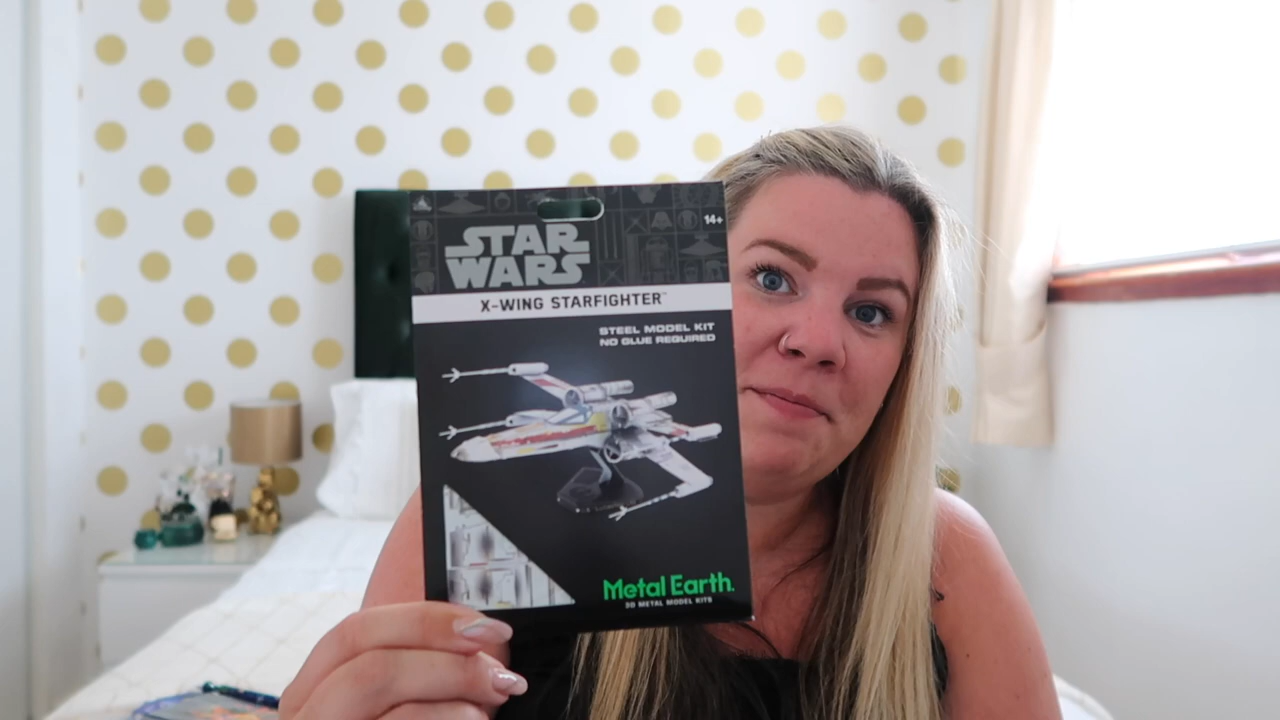 14+
STAR
WARS
X-WING STARFIGHTER™
STEEL MODEL KIT
NO GLUE REQUIRED
Metal Earth.
3D METAL MODEL KITS